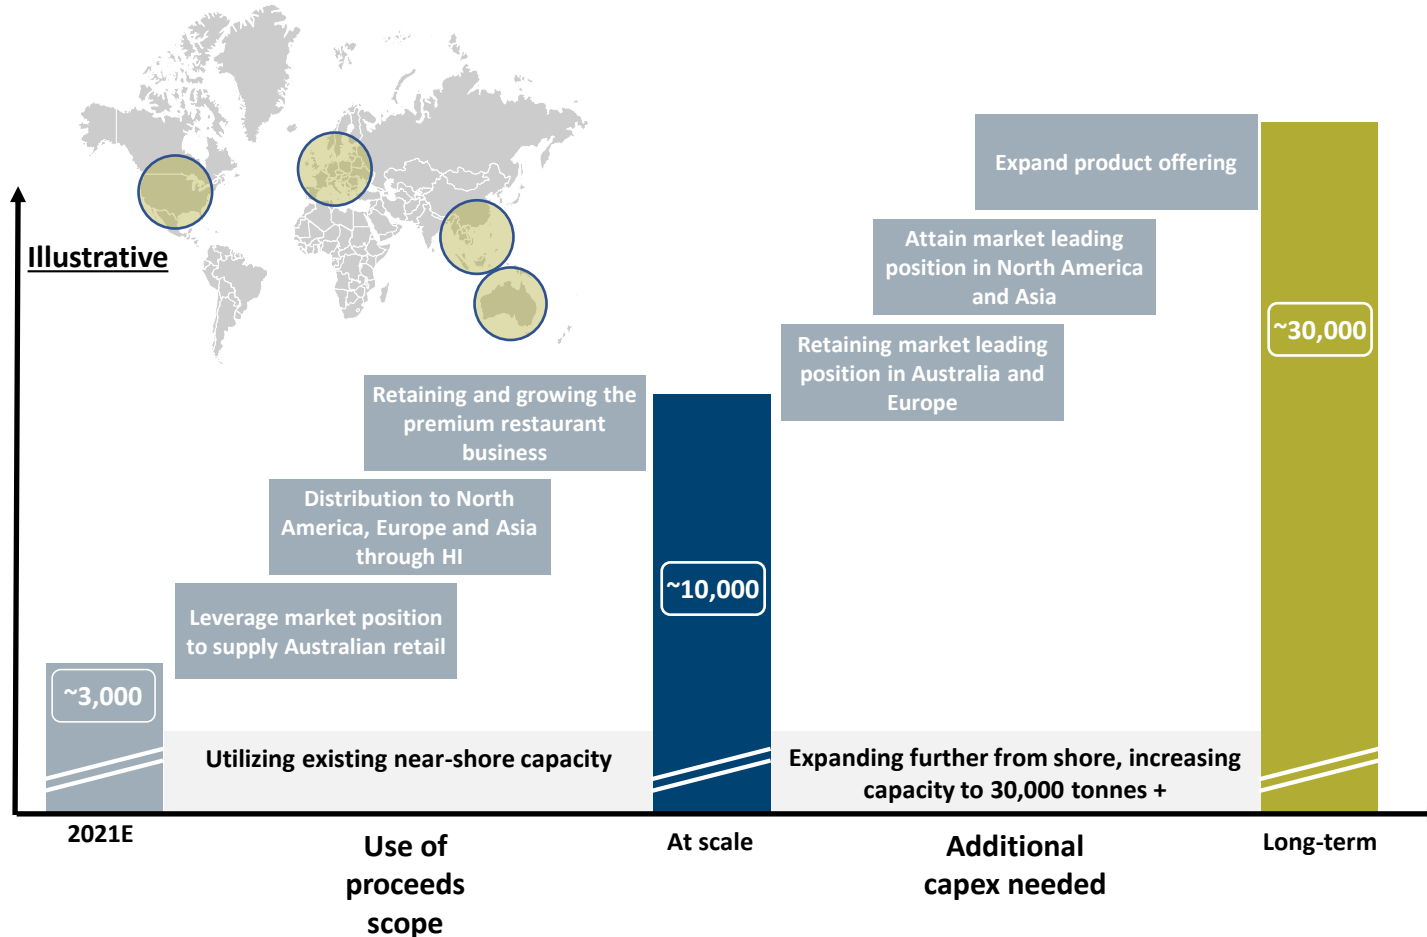 Illustrative
Expand product offering
Attain market leading
position in North America
and Asia
~30,000
Retaining market leading
position in Australia and
Europe
Retaining and growing the
premium restaurant
business
Distribution to North
America, Europe and Asia
through HI
~10,000
Leverage market position
to supply Australian retail
~3,000
Utilizing existing near-shore capacity
Expanding further from shore, increasing
capacity to 30,000 tonnes +
2021E
Use of
proceeds
scope
At scale
Additional
capex needed
Long-term